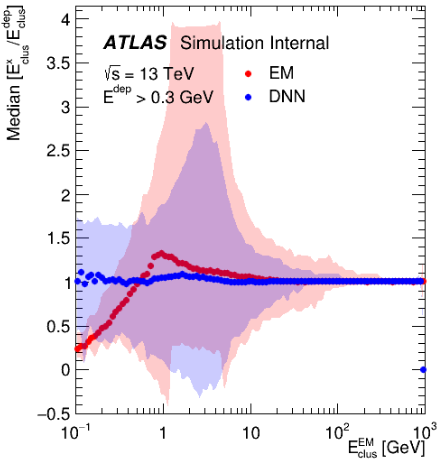 ATLAS Simulation Internal
√s = 13 TeV
E^dep > 0.3 GeV
EM
DNN
Median [E^x_clus/E^dep_clus]
4
3.5
3
2.5
2
1.5
1
0.5
0
−0.5
10^−1 1 10 10^2 10^3
E^EM_clus [GeV]